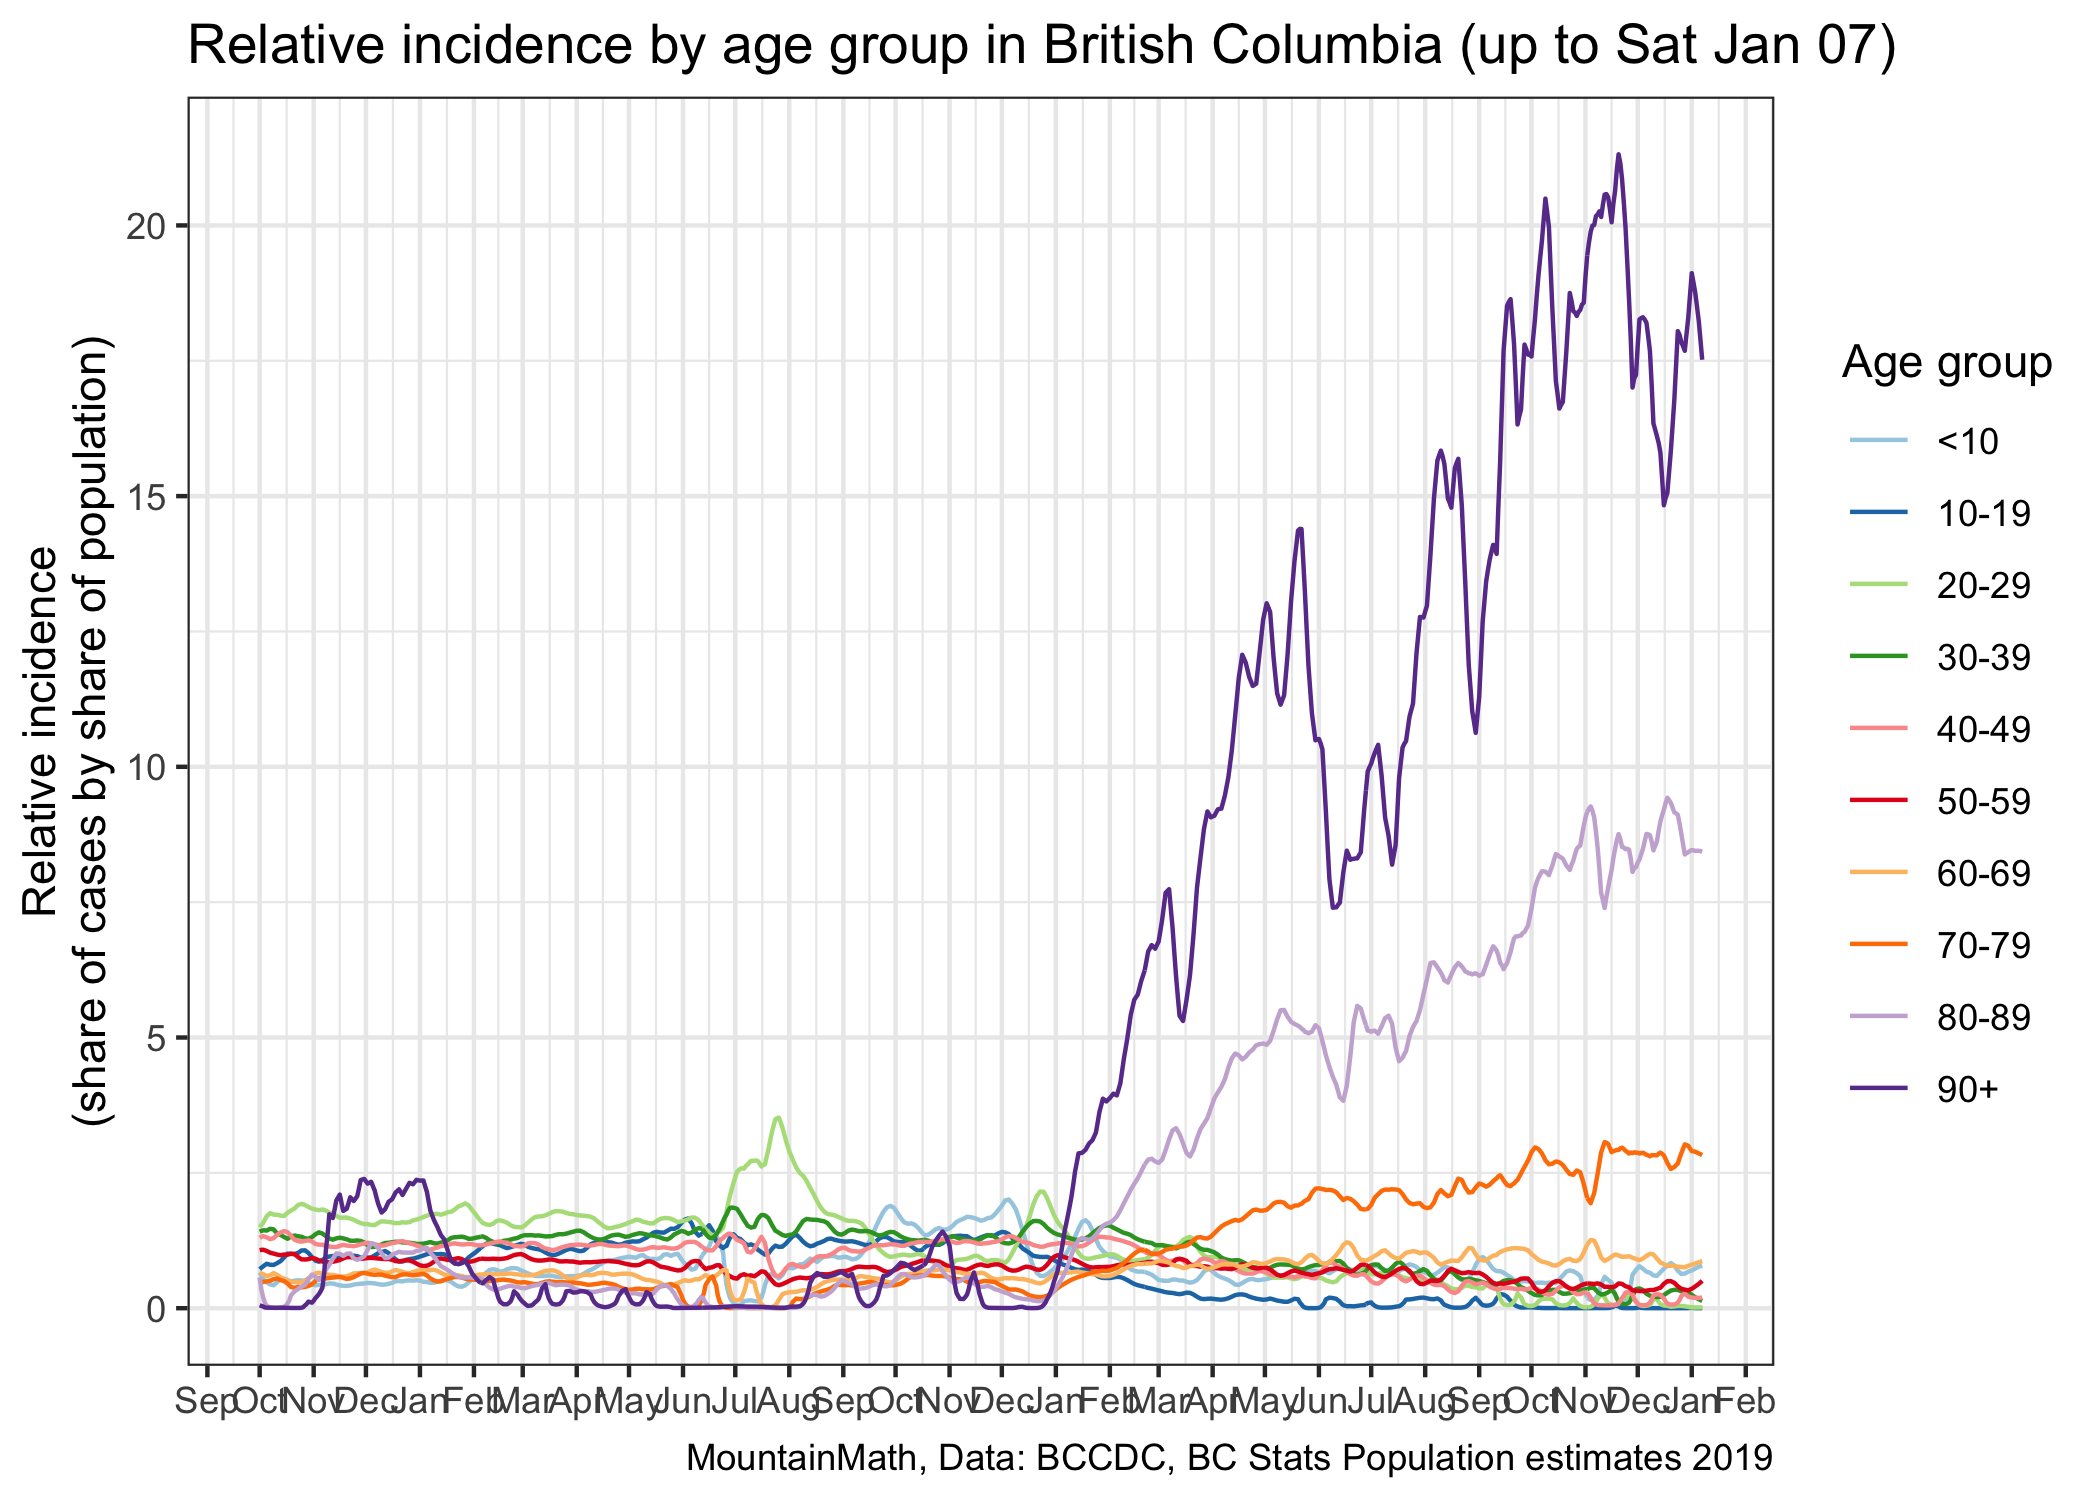 Relative incidence by age group in British Columbia (up to Sat Jan 07)
Relative incidence
(share of cases by share of population)
20
15
10
5
0
Sep Oct Nov Dec Jan Feb Mar Apr May Jun Jul Aug Sep Oct Nov Dec Jan Feb Mar Apr May Jun Jul Aug Sep Oct Nov Dec Jan Feb
Age group
<10
10-19
20-29
30-39
40-49
50-59
60-69
70-79
80-89
90+
MountainMath, Data: BCCDC, BC Stats Population estimates 2019